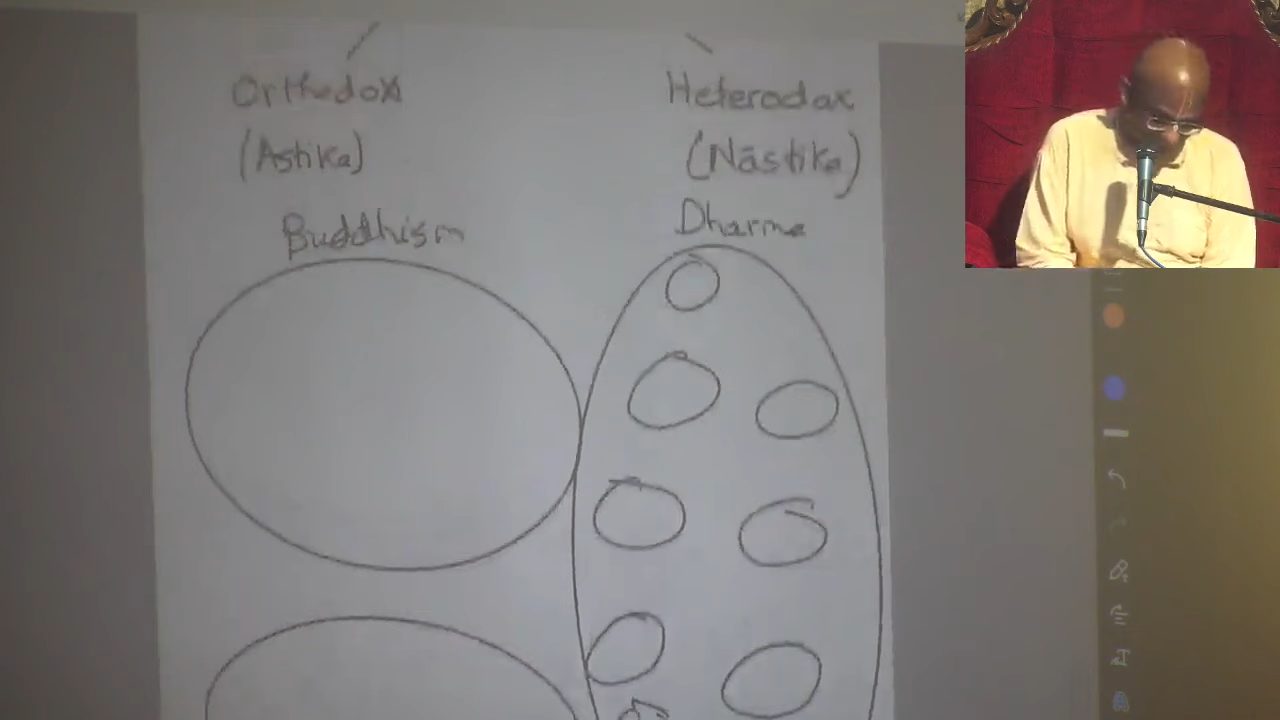 Orthodox
Heterodox
(Astika)
(Nāstika)
Buddhism
Dharma